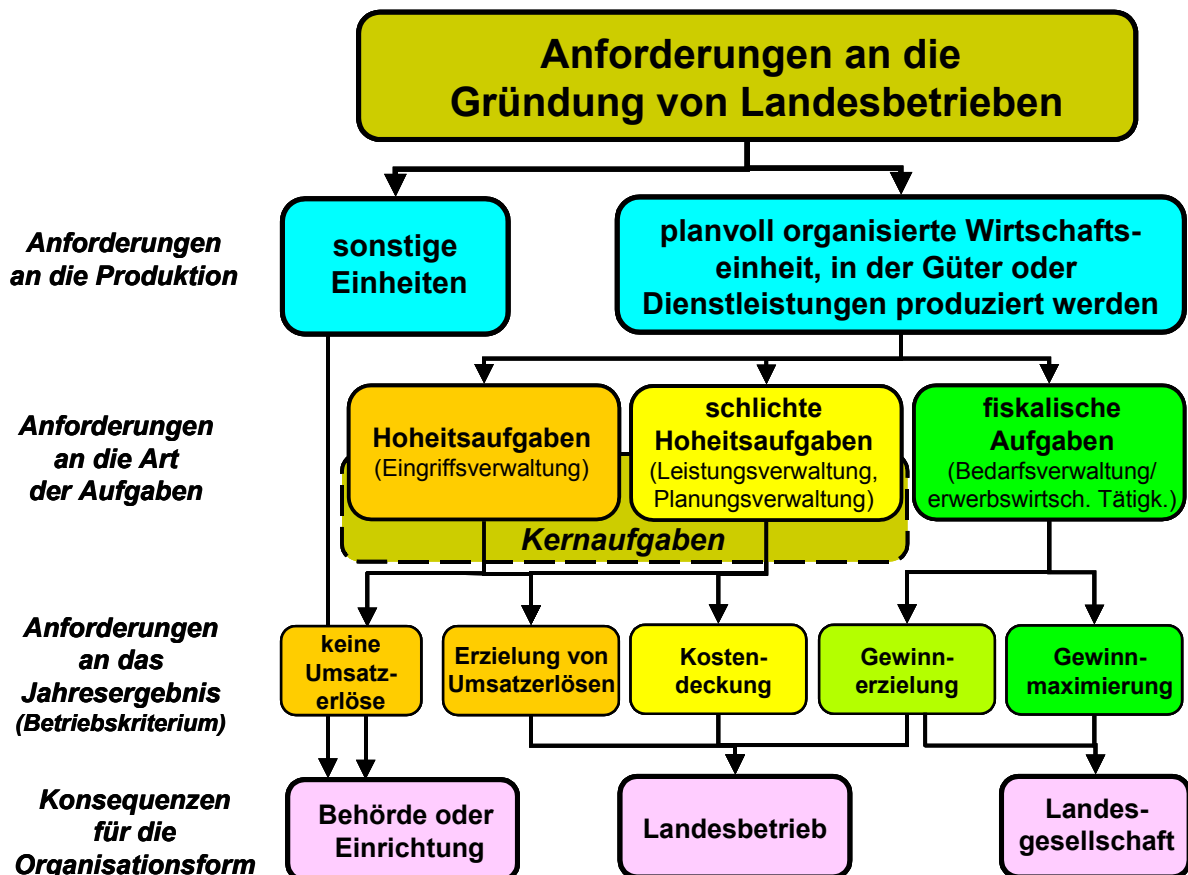 Anforderungen an die
Gründung von Landesbetrieben
Anforderungen
an die Produktion
sonstige
Einheiten
planvoll organisierte Wirtschafts-
einheit, in der Güter oder
Dienstleistungen produziert werden
Anforderungen
an die Art
der Aufgaben
Hoheitsaufgaben
(Eingriffsverwaltung)
schlichte
Hoheitsaufgaben
(Leistungsverwaltung,
Planungsverwaltung)
fiskalische
Aufgaben
(Bedarfsverwaltung/
erwerbswirtsch. Tätigk.)
Kernaufgaben
Anforderungen
an das
Jahresergebnis
(Betriebskriterium)
keine
Umsatz-
erlöse
Erzielung von
Umsatzerlösen
Kosten-
deckung
Gewinn-
erzielung
Gewinn-
maximierung
Konsequenzen
für die
Organisationsform
Behörde oder
Einrichtung
Landesbetrieb
Landes-
gesellschaft